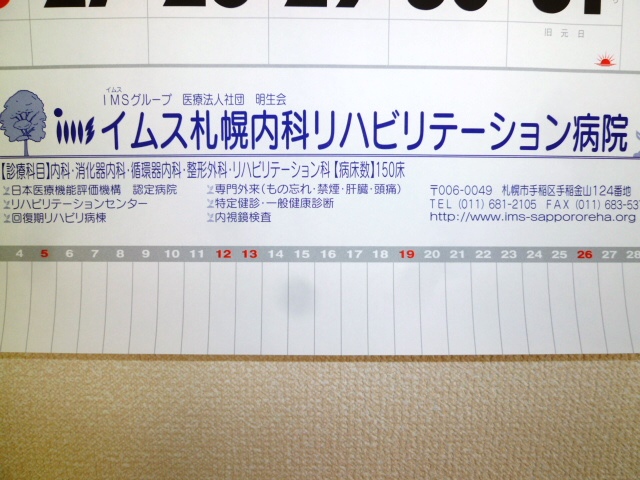 旧元日
イムス
IMSグループ 医療法人社団 明生会
ims イムス札幌内科リハビリテーション病院
【診療科目】内科・消化器内科・循環器内科・整形外科・リハビリテーション科【病床数】150床
日本医療機能評価機構 認定病院
リハビリテーションセンター
回復期リハビリ病棟
専門外来(もの忘れ・禁煙・肝臓・頭痛)
特定健診・一般健康診断
内視鏡検査
〒006-0049 札幌市手稲区手稲金山124番地
TEL (011) 681-2105 FAX (011) 683-537
http://www.ims-sappororeha.org
4 5 6 7 8 9 10 11 12 13 14 15 16 17 18 19 20 21 22 23 24 25 26 27 28